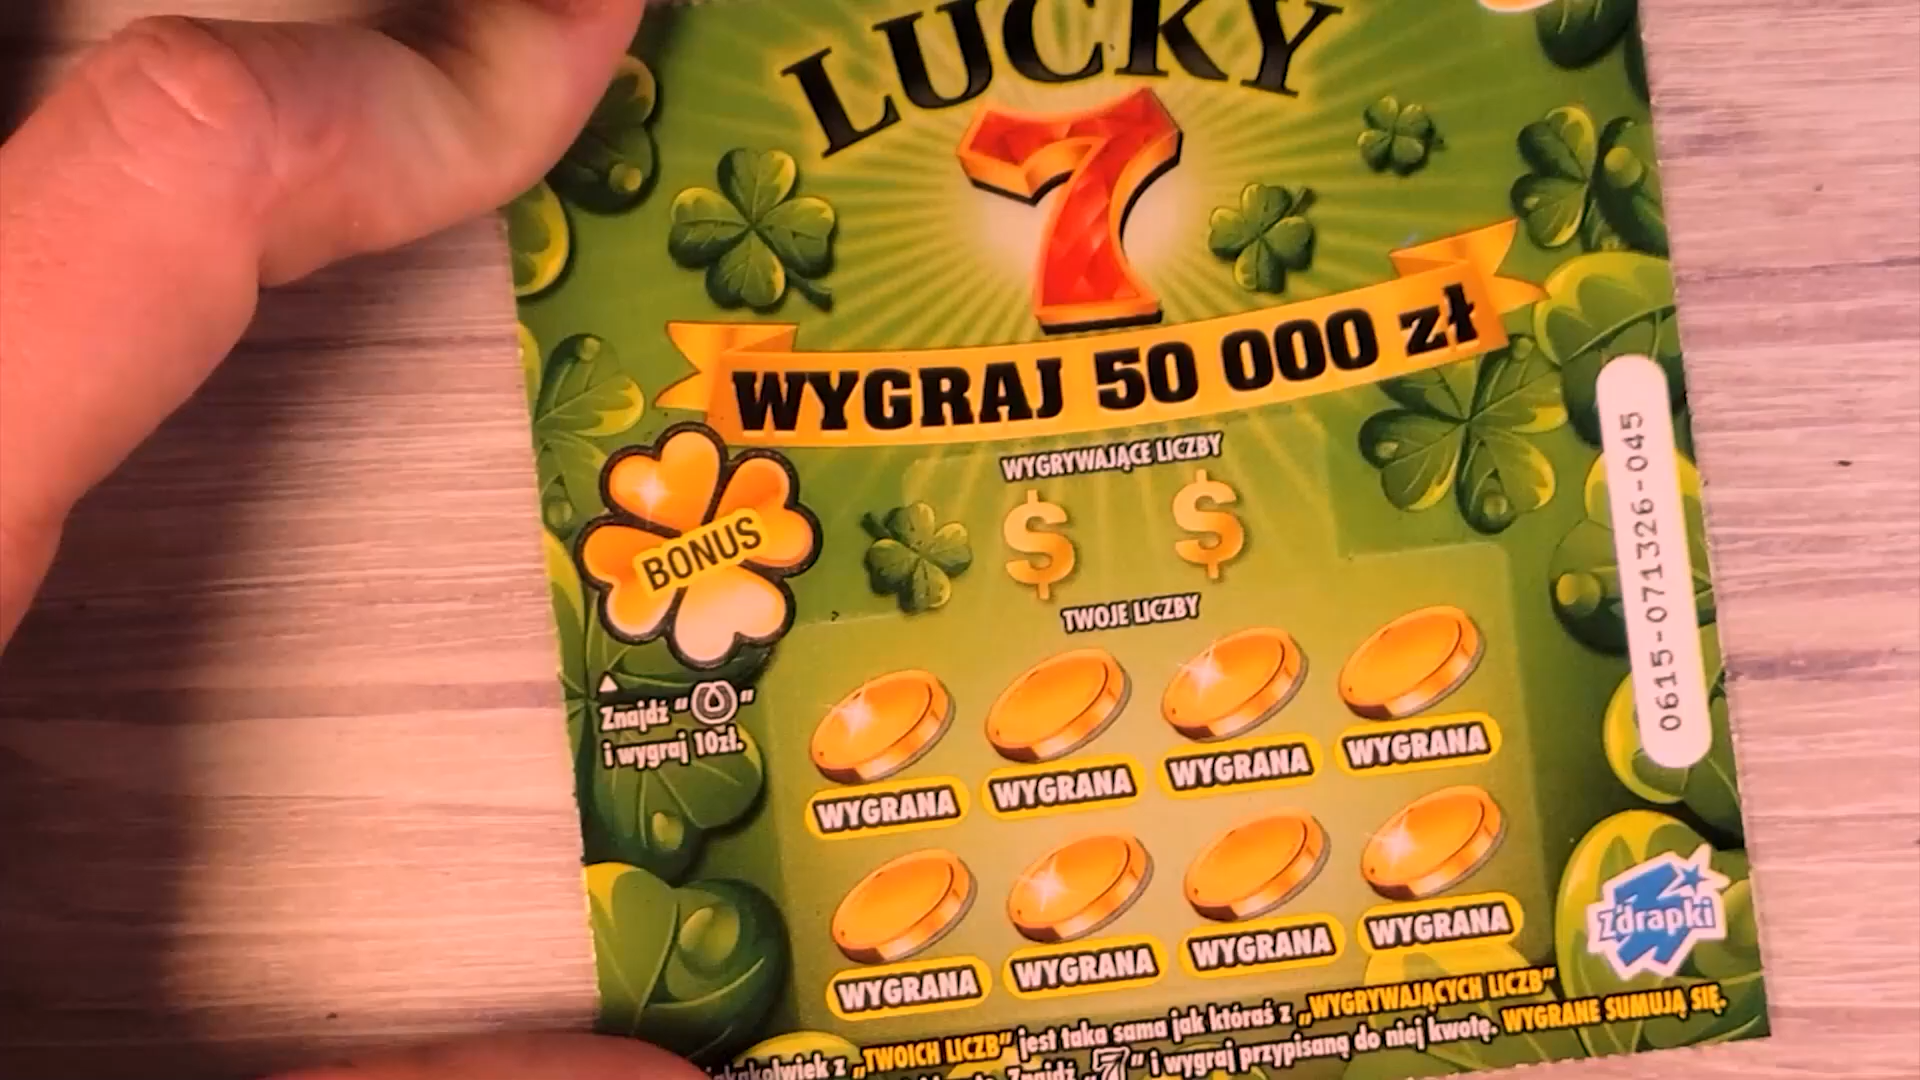 LUCKY
7
WYGRAJ 50 000 zł
WYGRYWAJĄCE LICZBY
$ $
BONUS
TWOJE LICZBY
Znajdź „ ”
i wygraj 10zł.
WYGRANA WYGRANA WYGRANA WYGRANA
WYGRANA WYGRANA WYGRANA WYGRANA
0615-071326-045
Zdrapki
z „TWOICH LICZB” jest taka sama jak któraś z „WYGRYWAJĄCYCH LICZB”
Znajdź „7” i wygraj przypisaną do niej kwotę. WYGRANE SUMUJĄ SIĘ.